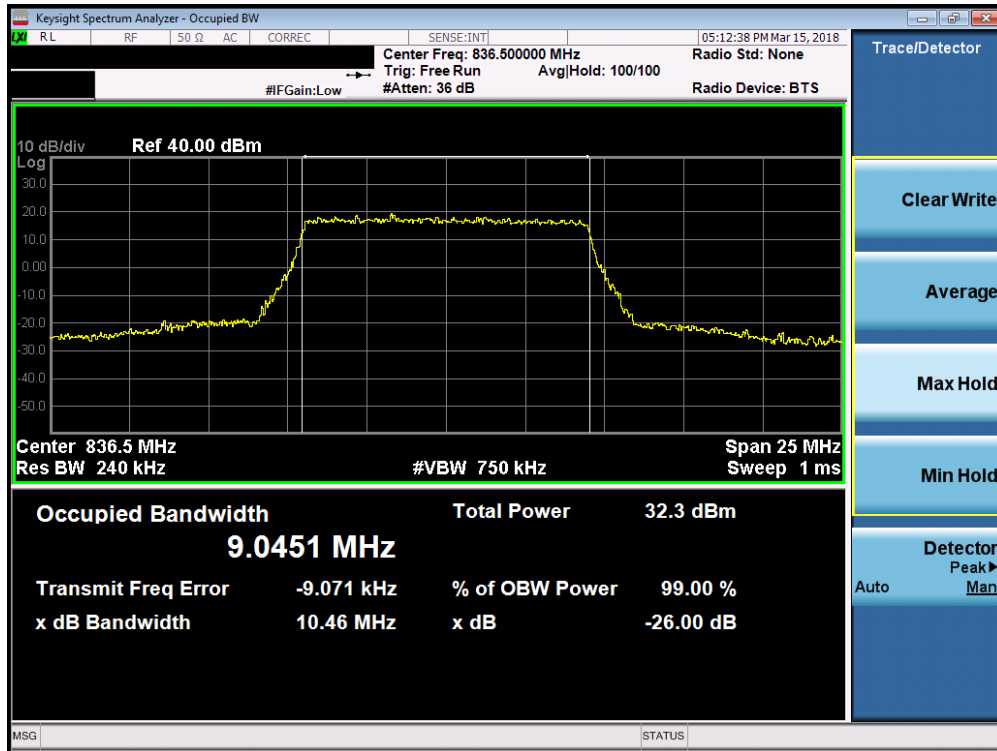 Keysight Spectrum Analyzer - Occupied BW
LXI RL RF 50 Ω AC CORREC SENSE:INT 05:12:38 PM Mar 15, 2018
Center Freq: 836.500000 MHz Radio Std: None
Trig: Free Run Avg|Hold: 100/100
#IFGain:Low #Atten: 36 dB Radio Device: BTS
Trace/Detector
10 dB/div Ref 40.00 dBm
Log
30.0
20.0
10.0
0.00
-10.0
-20.0
-30.0
-40.0
-50.0
Center 836.5 MHz Span 25 MHz
Res BW 240 kHz #VBW 750 kHz Sweep 1 ms
Occupied Bandwidth Total Power 32.3 dBm
9.0451 MHz
Transmit Freq Error -9.071 kHz % of OBW Power 99.00 %
x dB Bandwidth 10.46 MHz x dB -26.00 dB
Clear Write
Average
Max Hold
Min Hold
Detector
Peak▶
Auto Man
MSG STATUS